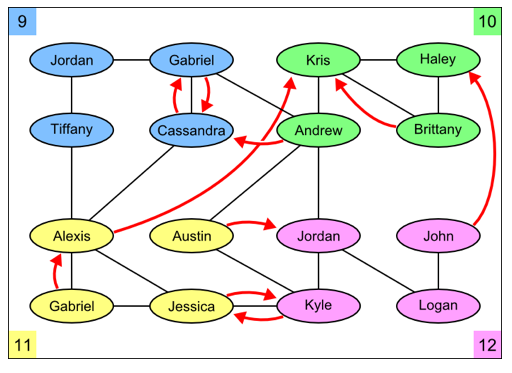 9 10
Jordan Gabriel Kris Haley
Tiffany Cassandra Andrew Brittany
Alexis Austin Jordan John
Gabriel Jessica Kyle Logan
11 12